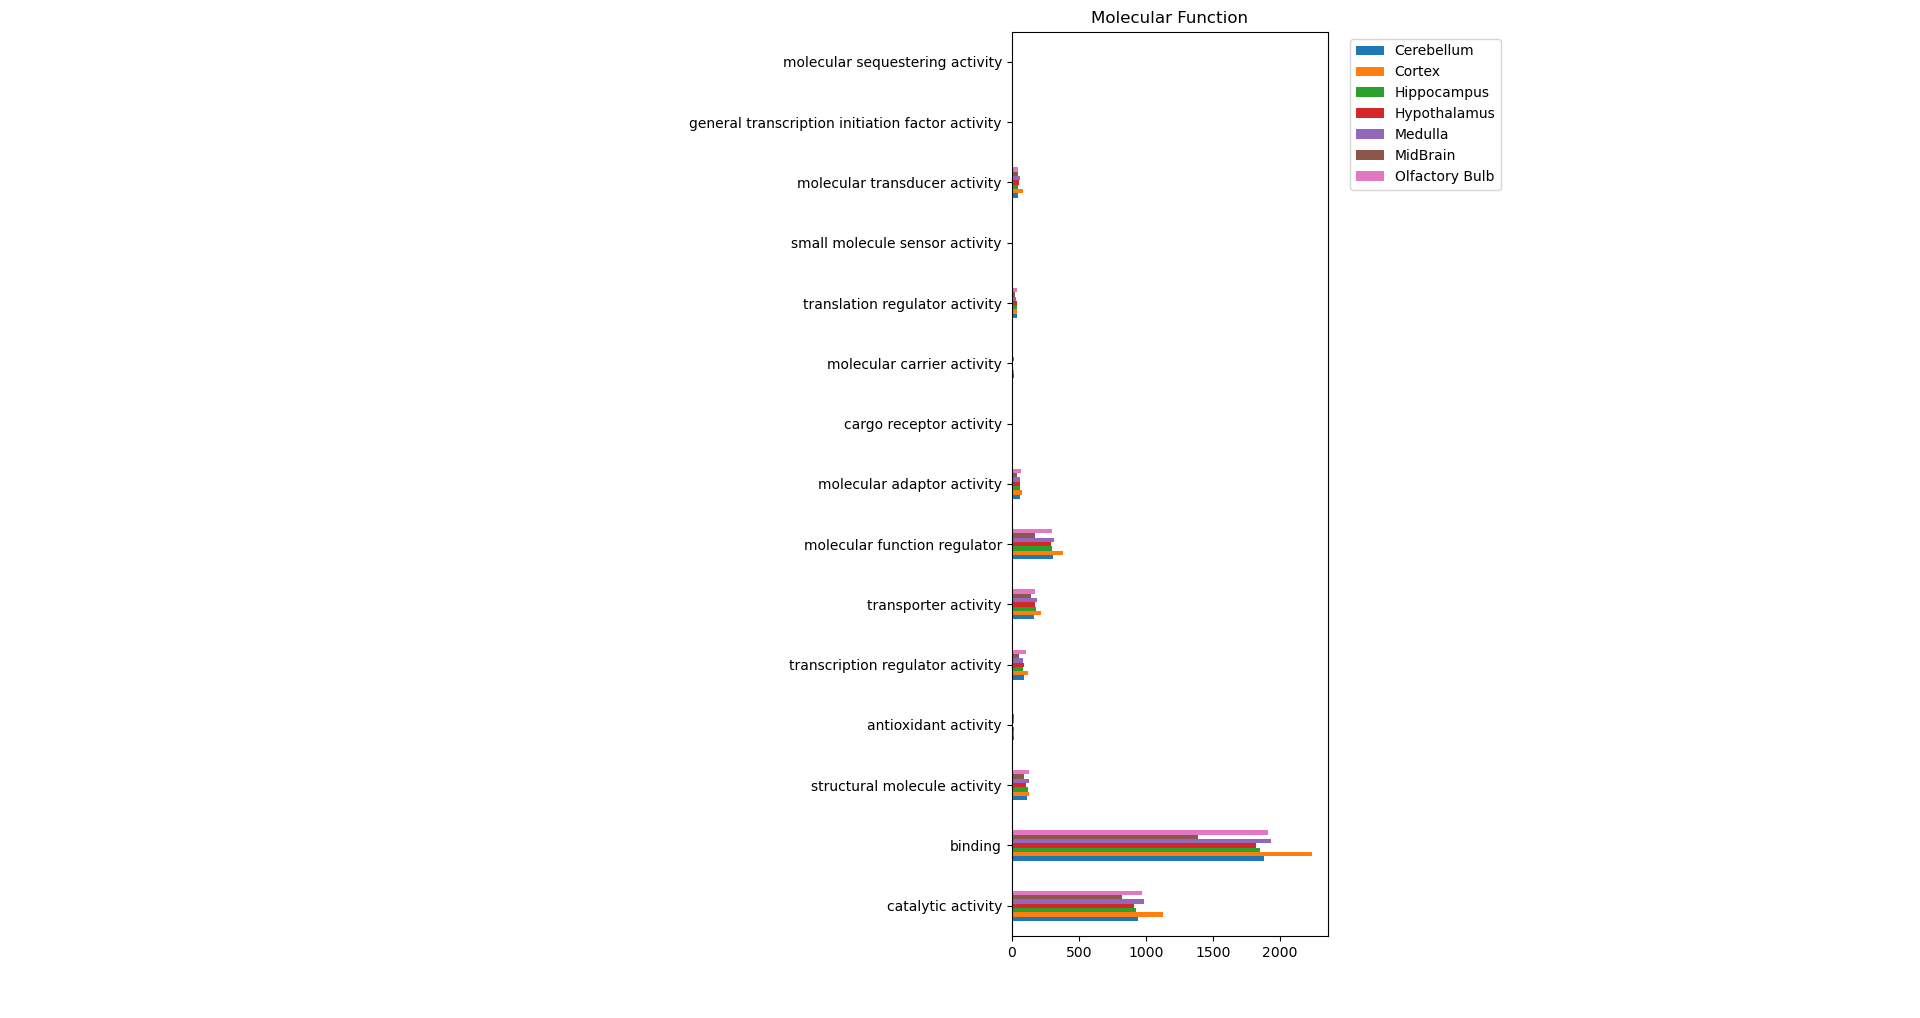 Molecular Function
molecular sequestering activity
general transcription initiation factor activity
molecular transducer activity
small molecule sensor activity
translation regulator activity
molecular carrier activity
cargo receptor activity
molecular adaptor activity
molecular function regulator
transporter activity
transcription regulator activity
antioxidant activity
structural molecule activity
binding
catalytic activity
0 500 1000 1500 2000
Cerebellum
Cortex
Hippocampus
Hypothalamus
Medulla
MidBrain
Olfactory Bulb